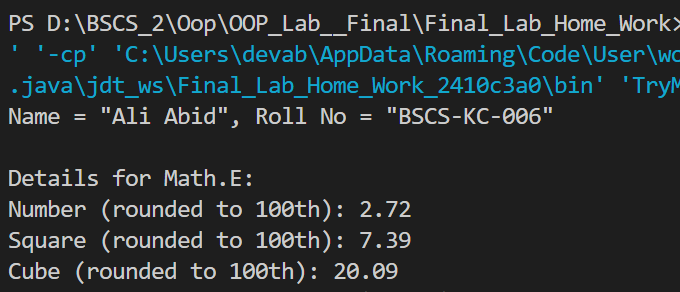 PS D:\BSCS_2\Oop\OOP_Lab__Final\Final_Lab_Home_Work>
' '-cp' 'C:\Users\devab\AppData\Roaming\Code\User\wo
.java\jdt_ws\Final_Lab_Home_Work_2410c3a0\bin' 'TryM
Name = "Ali Abid", Roll No = "BSCS-KC-006"
Details for Math.E:
Number (rounded to 100th): 2.72
Square (rounded to 100th): 7.39
Cube (rounded to 100th): 20.09